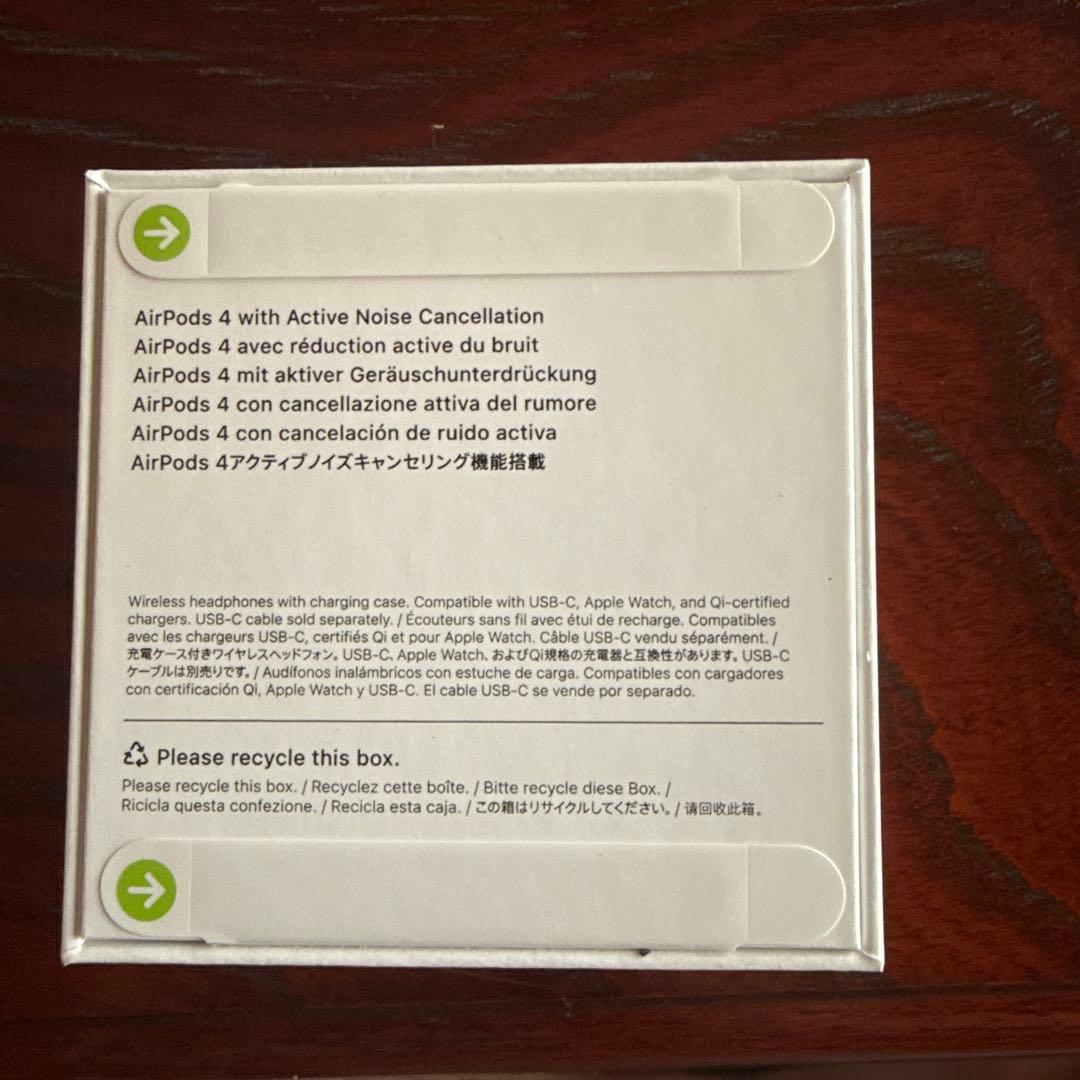 AirPods 4 with Active Noise Cancellation
AirPods 4 avec réduction active du bruit
AirPods 4 mit aktiver Geräuschunterdrückung
AirPods 4 con cancellazione attiva del rumore
AirPods 4 con cancelación de ruido activa
AirPods 4アクティブノイズキャンセリング機能搭載
Wireless headphones with charging case. Compatible with USB-C, Apple Watch, and Qi-certified
chargers. USB-C cable sold separately. / Écouteurs sans fil avec étui de recharge. Compatibles
avec les chargeurs USB-C, certifiés Qi et pour Apple Watch. Câble USB-C vendu séparément. /
充電ケース付きワイヤレスヘッドフォン。USB-C、Apple Watch、およびQi規格の充電器と互換性があります。USB-C
ケーブルは別売りです。/ Audífonos inalámbricos con estuche de carga. Compatibles con cargadores
con certificación Qi, Apple Watch y USB-C. El cable USB-C se vende por separado.
Please recycle this box.
Please recycle this box. / Recyclez cette boîte. / Bitte recycle diese Box. /
Ricicla questa confezione. / Recicla esta caja. / この箱はリサイクルしてください。/ 请回收此箱。